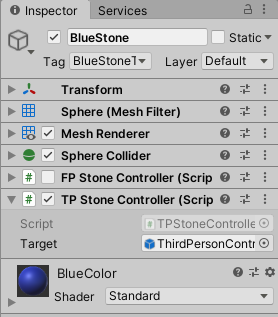 Inspector Services
BlueStone Static
Tag BlueStoneT Layer Default
Transform
Sphere (Mesh Filter)
Mesh Renderer
Sphere Collider
# FP Stone Controller (Scrip
# TP Stone Controller (Scrip
Script # TPStoneControlle
Target ThirdPersonContr
BlueColor
Shader Standard